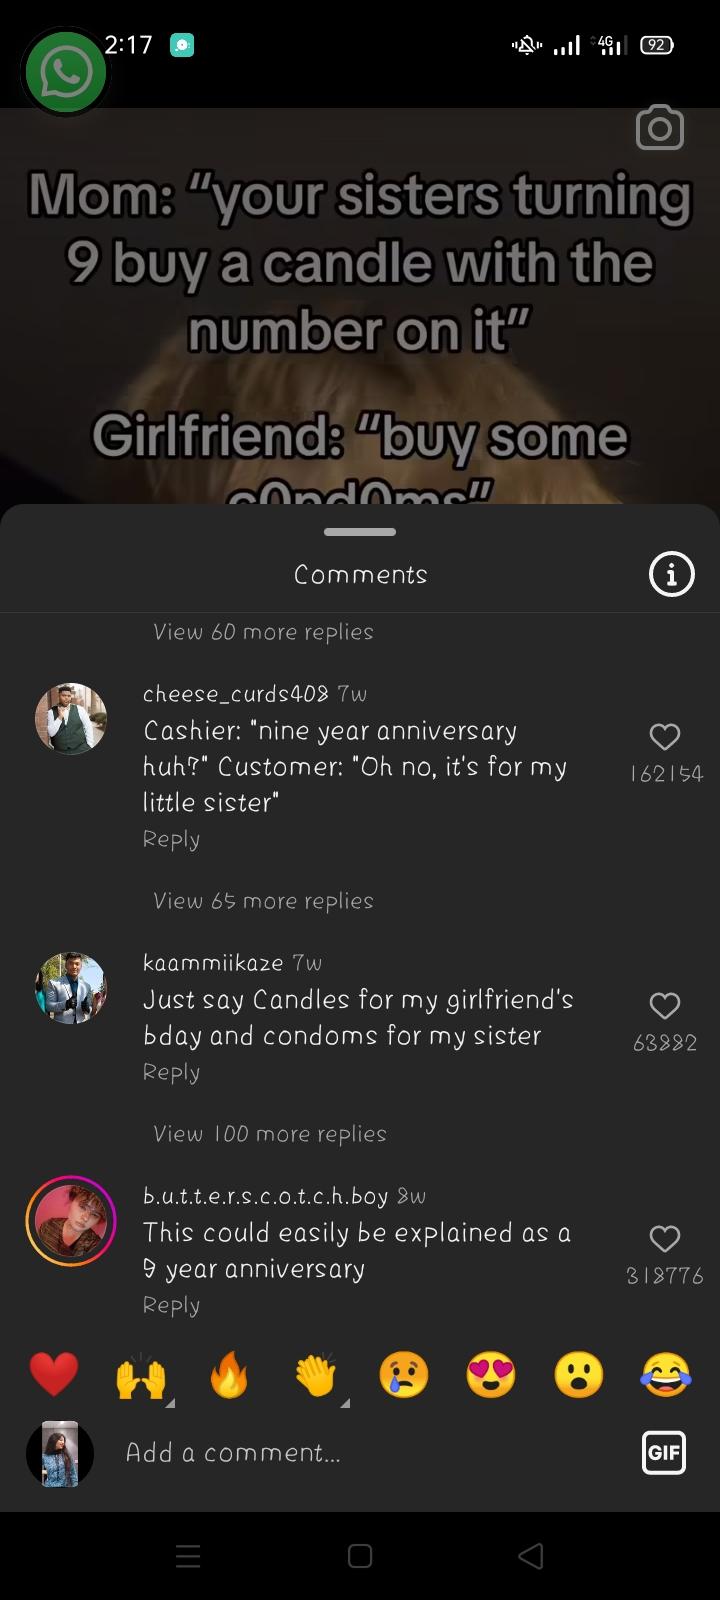 2:17
4G
92
Mom: “your sisters turning
9 buy a candle with the
number on it”
Girlfriend: “buy some
c0nd0ms”
Comments
View 60 more replies
cheese_curds408 7w
Cashier: "nine year anniversary
huh?" Customer: "Oh no, it's for my
little sister"
162154
Reply
View 65 more replies
kaammiikaze 7w
Just say Candles for my girlfriend's
bday and condoms for my sister
63882
Reply
View 100 more replies
b.u.t.t.e.r.s.c.o.t.c.h.boy 8w
This could easily be explained as a
9 year anniversary
318776
Reply
Add a comment...
GIF